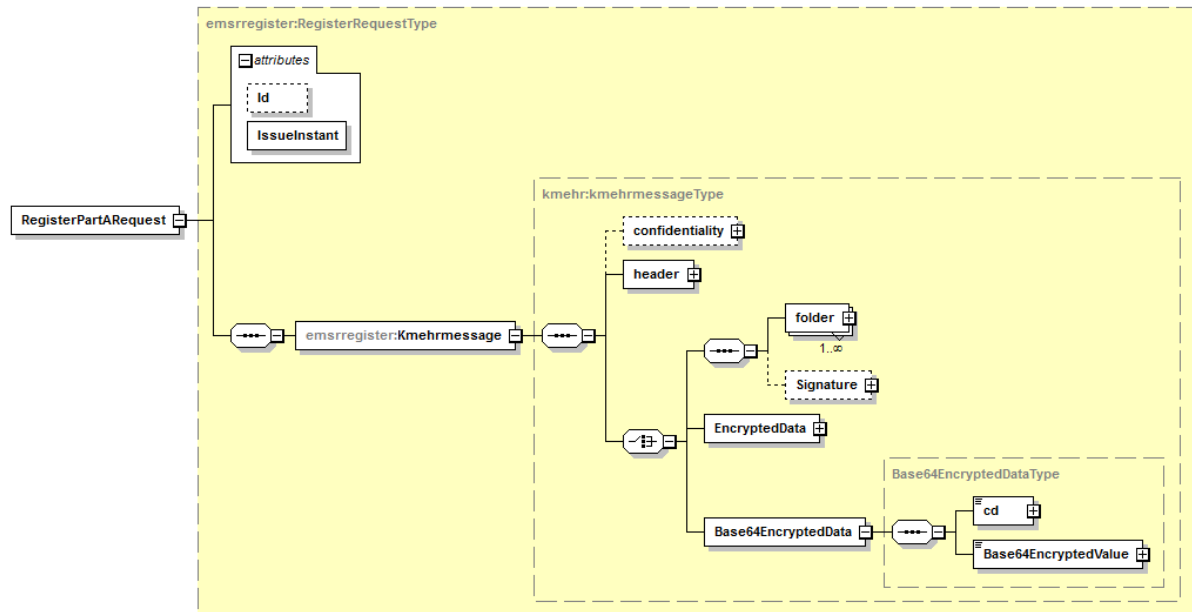 emsrregister:RegisterRequestType
attributes
Id
IssueInstant
RegisterPartARequest
kmehr:kmehrmessageType
confidentiality
header
emsrregister:Kmehrmessage
folder
1..∞
Signature
EncryptedData
Base64EncryptedDataType
cd
Base64EncryptedData
Base64EncryptedValue